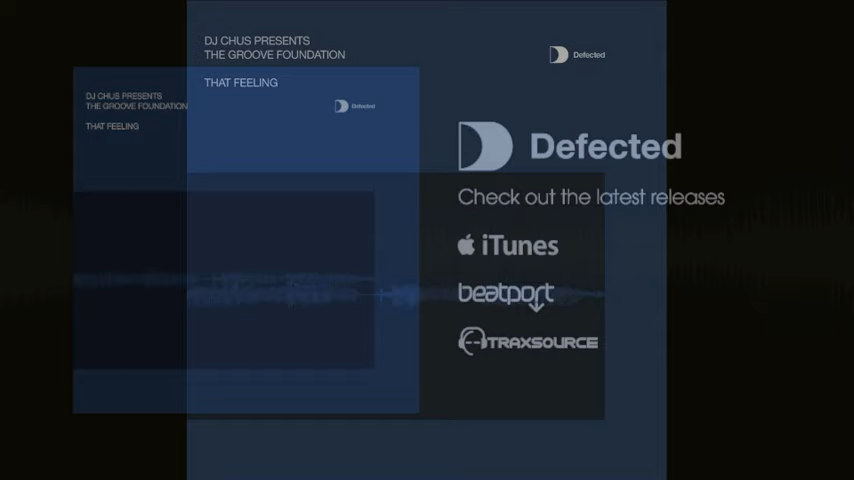 DJ CHUS PRESENTS
THE GROOVE FOUNDATION
THAT FEELING
Defected
DJ CHUS PRESENTS
THE GROOVE FOUNDATION
THAT FEELING
Defected
Defected
Check out the latest releases
iTunes
beatport
TRAXSOURCE